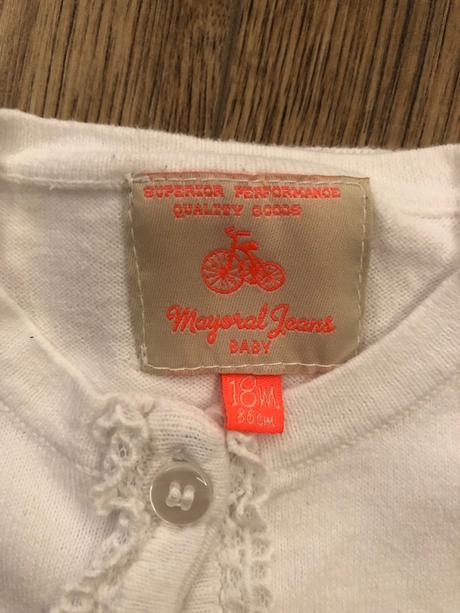 SUPERIOR PERFORMANCE
QUALITY GOODS
Mayoral Jeans
BABY
18m.
86cm